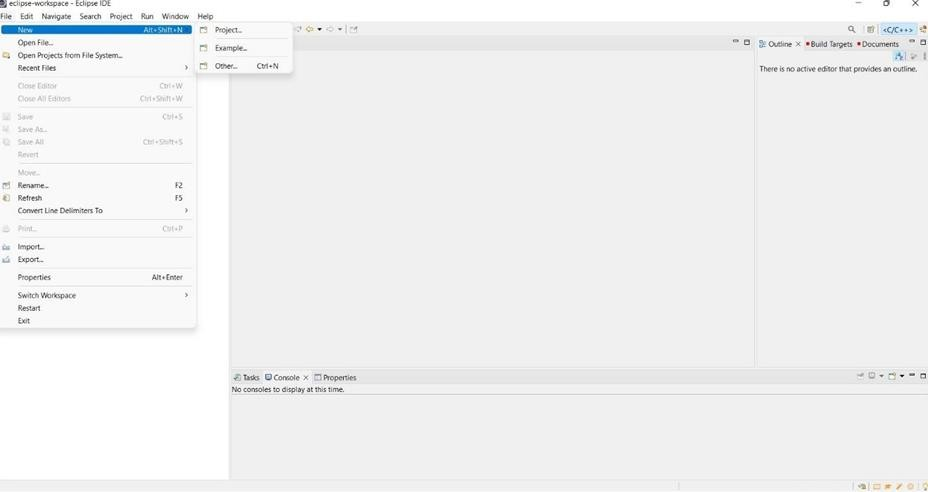 eclipse-workspace - Eclipse IDE
File Edit Navigate Search Project Run Window Help
New Alt+Shift+N
Open File...
Open Projects from File System...
Recent Files
Close Editor Ctrl+W
Close All Editors Ctrl+Shift+W
Save Ctrl+S
Save As...
Save All Ctrl+Shift+S
Revert
Move...
Rename... F2
Refresh F5
Convert Line Delimiters To
Print... Ctrl+P
Import...
Export...
Properties Alt+Enter
Switch Workspace
Restart
Exit
Project...
Example...
Other... Ctrl+N
<C/C++>
Outline Build Targets Documents
There is no active editor that provides an outline.
Tasks Console Properties
No consoles to display at this time.